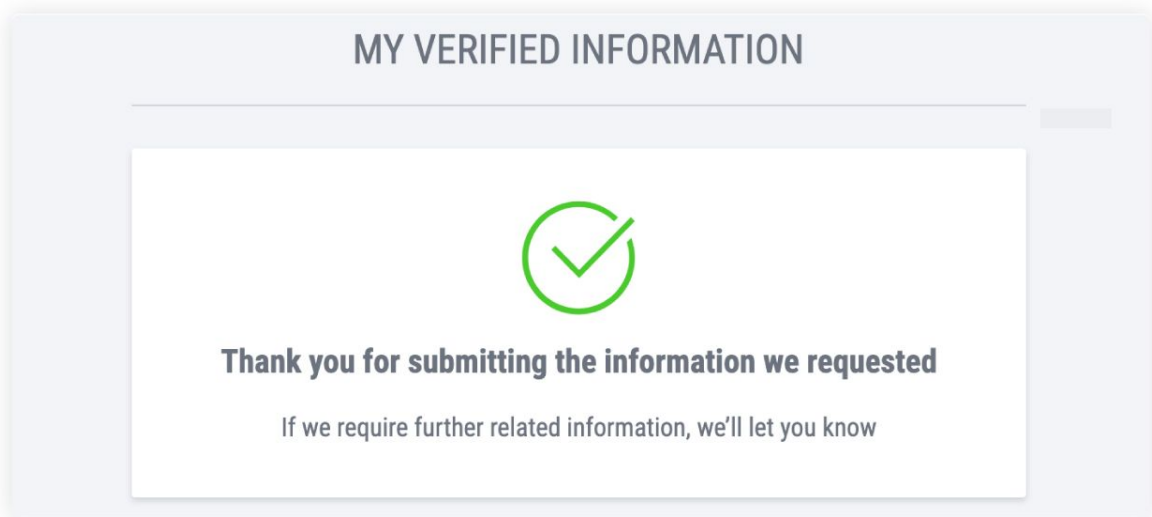 MY VERIFIED INFORMATION
Thank you for submitting the information we requested
If we require further related information, we’ll let you know